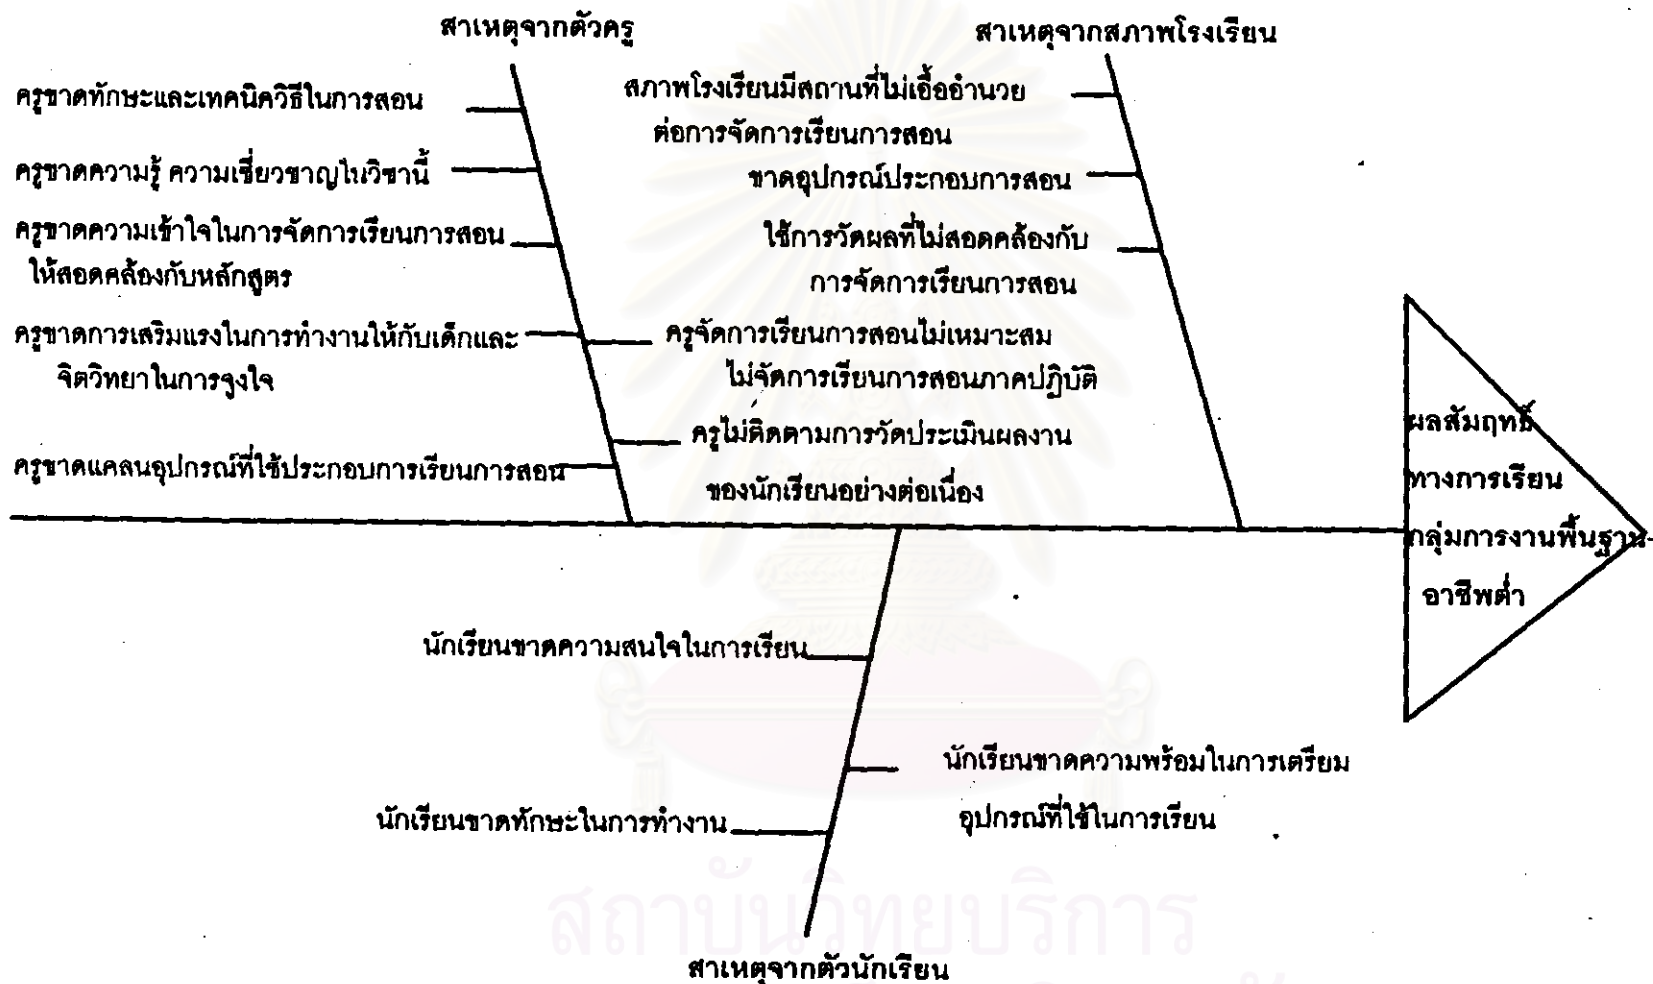 สาเหตุจากตัวครู
ครูขาดทักษะและเทคนิควิธีในการสอน
ครูขาดความรู้ ความเชี่ยวชาญในวิชานี้
ครูขาดความเข้าใจในการจัดการเรียนการสอน
ให้สอดคล้องกับหลักสูตร
ครูขาดการเสริมแรงในการทำงานให้กับเด็กและ
จิตวิทยาในการจูงใจ
ครูขาดแคลนอุปกรณ์ที่ใช้ประกอบการเรียนการสอน
ครูจัดการเรียนการสอนไม่เหมาะสม
ไม่จัดการเรียนการสอนภาคปฏิบัติ
ครูไม่ติดตามการวัดประเมินผลงาน
ของนักเรียนอย่างต่อเนื่อง
สาเหตุจากสภาพโรงเรียน
สภาพโรงเรียนมีสถานที่ไม่เอื้ออำนวย
ต่อการจัดการเรียนการสอน
ขาดอุปกรณ์ประกอบการสอน
ใช้การวัดผลที่ไม่สอดคล้องกับ
การจัดการเรียนการสอน
ผลสัมฤทธิ์
ทางการเรียน
กลุ่มการงานพื้นฐาน-
อาชีพต่ำ
นักเรียนขาดความสนใจในการเรียน
นักเรียนขาดความพร้อมในการเตรียม
อุปกรณ์ที่ใช้ในการเรียน
นักเรียนขาดทักษะในการทำงาน
สาเหตุจากตัวนักเรียน
สถาบันวิทยบริการ